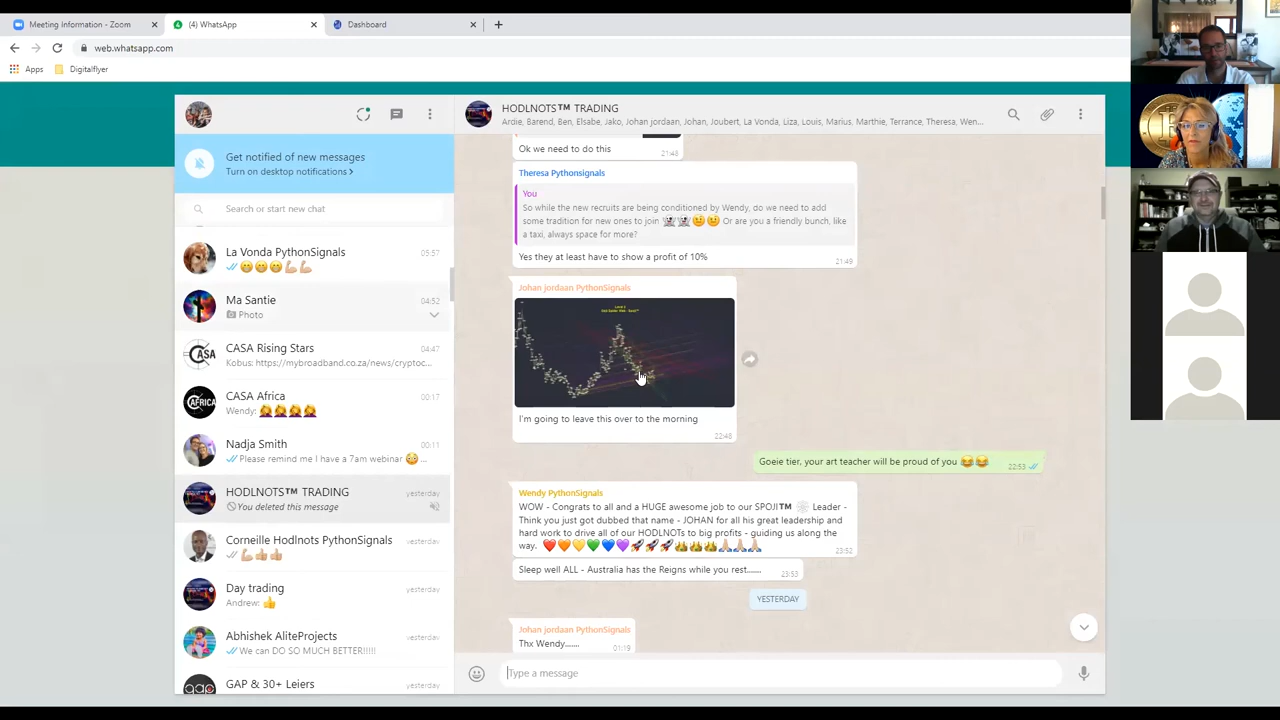 Meeting Information - Zoom
(4) WhatsApp
Dashboard
web.whatsapp.com
Apps
Digitalflyer
Get notified of new messages
Turn on desktop notifications >
Search or start new chat
La Vonda PythonSignals
05:57
Ma Santie
04:52
Photo
CASA Rising Stars
04:47
Kobus: https://mybroadband.co.za/news/cryptoc...
CASA Africa
00:17
Wendy: 🤦‍♀️🤦‍♀️🤦‍♀️🤦‍♀️
Nadja Smith
00:11
Please remind me I have a 7am webinar 😳...
HODLNOTS™ TRADING
yesterday
You deleted this message
Corneille Hodlnots PythonSignals
yesterday
Day trading
yesterday
Andrew: 👍
Abhishek AliteProjects
yesterday
We can DO SO MUCH BETTER!!!!!
GAP & 30+ Leiers
yesterday
HODLNOTS™ TRADING
Ardie, Barend, Ben, Elsabe, Jako, Johan jordaan, Johan, Joubert, La Vonda, Liza, Louis, Marius, Marthie, Terrance, Theresa, Wen...
Ok we need to do this
21:48
Theresa Pythonsignals
You
So while the new recruits are being conditioned by Wendy, do we need to add
some tradition for new ones to join
Or are you a friendly bunch, like
a taxi, always space for more?
Yes they at least have to show a profit of 10%
21:49
Johan jordaan PythonSignals
I'm going to leave this over to the morning
22:48
Goeie tier, your art teacher will be proud of you 😂😂
22:53
Wendy PythonSignals
WOW - Congrats to all and a HUGE awesome job to our SPOJI™ Leader -
Think you just got dubbed that name - JOHAN for all his great leadership and
hard work to drive all of our HODLNOTs to big profits - guiding us along the
way.
23:52
Sleep well ALL - Australia has the Reigns while you rest.......
23:53
YESTERDAY
Johan jordaan PythonSignals
Thx Wendy.......
01:19
Type a message